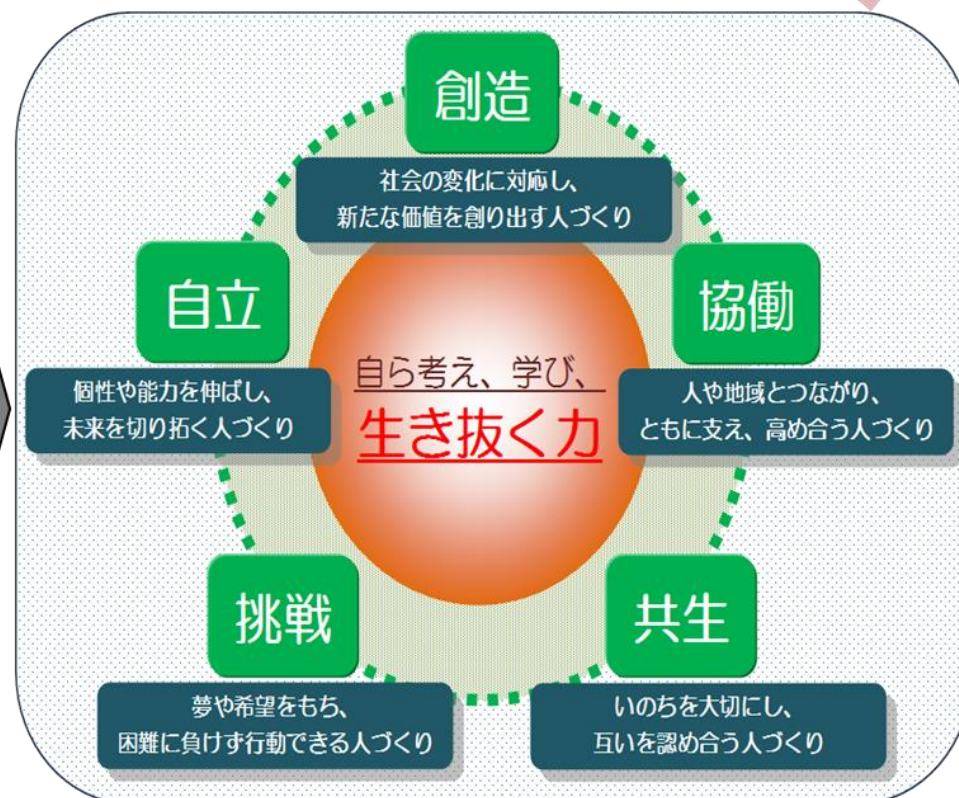 創造
社会の変化に対応し、
新たな価値を創り出す人づくり
自立
個性や能力を伸ばし、
未来を切り拓く人づくり
協働
人や地域とつながり、
ともに支え、高め合う人づくり
自ら考え、学び、
生き抜く力
挑戦
夢や希望をもち、
困難に負けず行動できる人づくり
共生
いのちを大切にし、
互いを認め合う人づくり